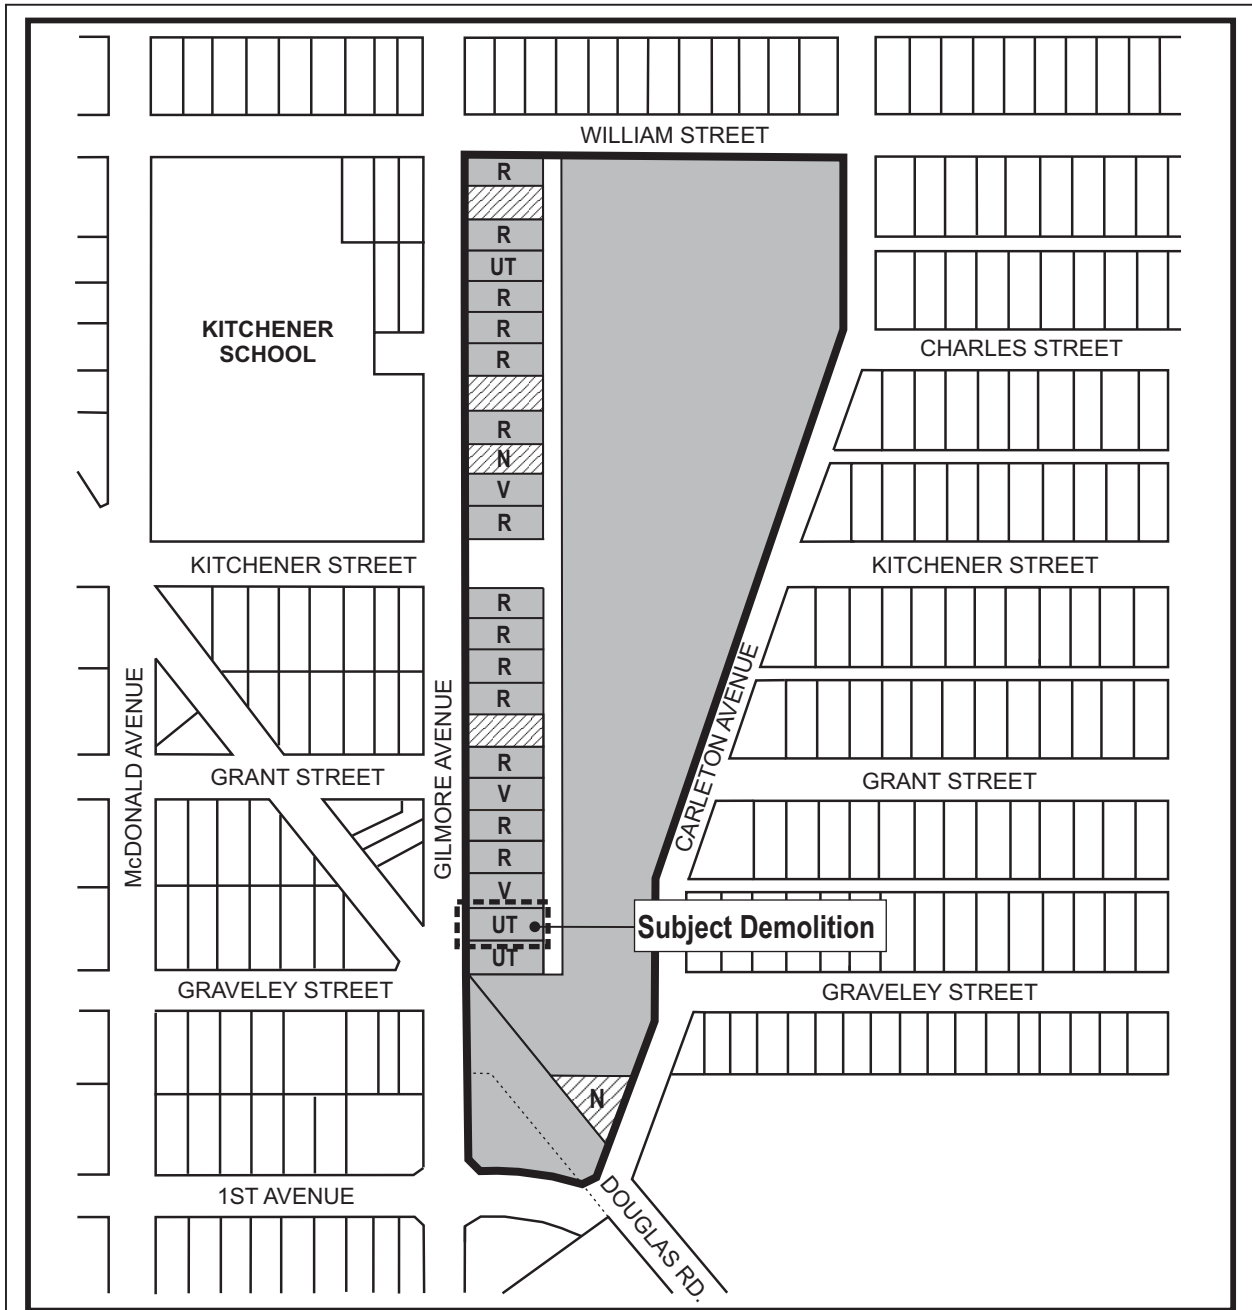 WILLIAM STREET
R
R
UT
R
R
R
KITCHENER
SCHOOL
CHARLES STREET
R
N
V
R
KITCHENER STREET
KITCHENER STREET
R
R
R
R
McDONALD AVENUE
GILMORE AVENUE
CARLETON AVENUE
R
GRANT STREET
GRANT STREET
V
R
R
V
UT
Subject Demolition
UT
GRAVELEY STREET
GRAVELEY STREET
N
1ST AVENUE
DOUGLAS RD.